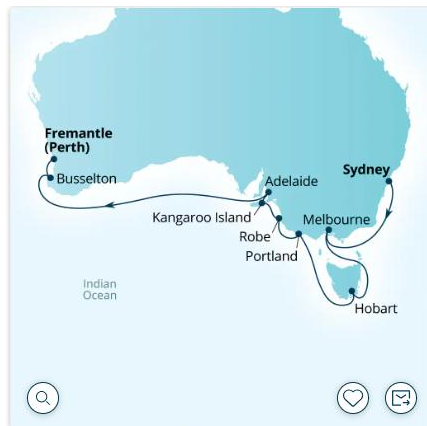 Fremantle
(Perth)
Busselton
Adelaide
Sydney
Kangaroo Island
Melbourne
Robe
Portland
Indian
Ocean
Hobart